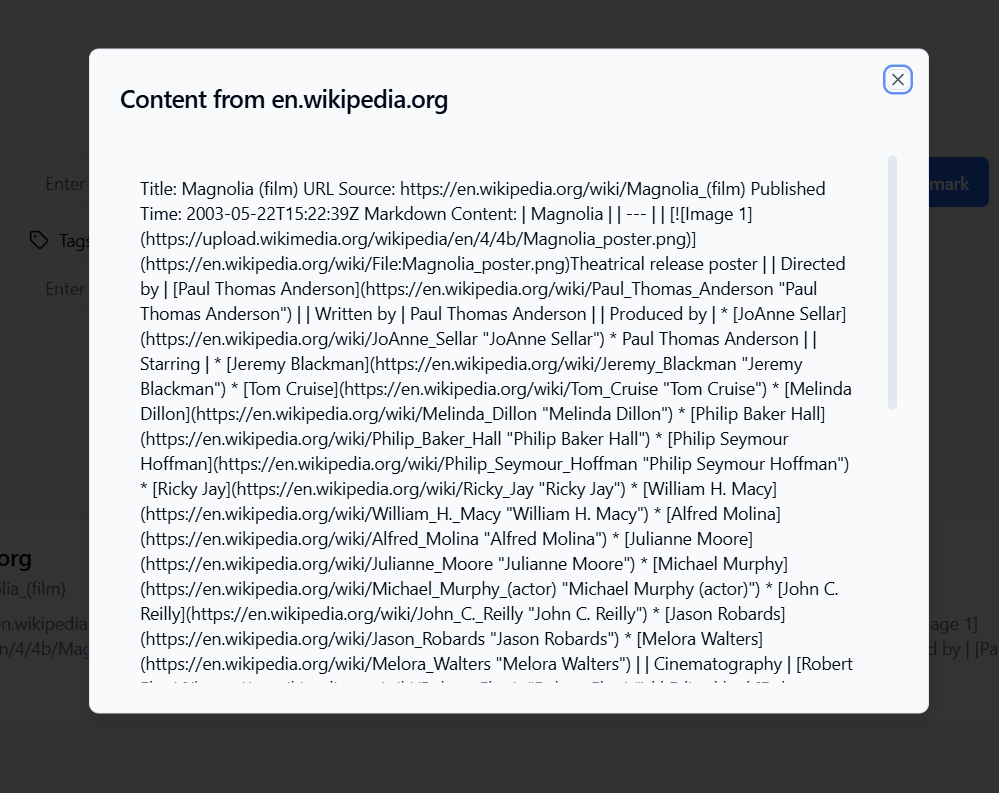 Content from en.wikipedia.org
Title: Magnolia (film) URL Source: https://en.wikipedia.org/wiki/Magnolia_(film) Published
Time: 2003-05-22T15:22:39Z Markdown Content: | Magnolia | | --- | | [![Image 1]
(https://upload.wikimedia.org/wikipedia/en/4/4b/Magnolia_poster.png)]
(https://en.wikipedia.org/wiki/File:Magnolia_poster.png)Theatrical release poster | | Directed
by | [Paul Thomas Anderson](https://en.wikipedia.org/wiki/Paul_Thomas_Anderson "Paul
Thomas Anderson") | | Written by | Paul Thomas Anderson | | Produced by | * [JoAnne Sellar]
(https://en.wikipedia.org/wiki/JoAnne_Sellar "JoAnne Sellar") * Paul Thomas Anderson | |
Starring | * [Jeremy Blackman](https://en.wikipedia.org/wiki/Jeremy_Blackman "Jeremy
Blackman") * [Tom Cruise](https://en.wikipedia.org/wiki/Tom_Cruise "Tom Cruise") * [Melinda
Dillon](https://en.wikipedia.org/wiki/Melinda_Dillon "Melinda Dillon") * [Philip Baker Hall]
(https://en.wikipedia.org/wiki/Philip_Baker_Hall "Philip Baker Hall") * [Philip Seymour
Hoffman](https://en.wikipedia.org/wiki/Philip_Seymour_Hoffman "Philip Seymour Hoffman")
* [Ricky Jay](https://en.wikipedia.org/wiki/Ricky_Jay "Ricky Jay") * [William H. Macy]
(https://en.wikipedia.org/wiki/William_H._Macy "William H. Macy") * [Alfred Molina]
(https://en.wikipedia.org/wiki/Alfred_Molina "Alfred Molina") * [Julianne Moore]
(https://en.wikipedia.org/wiki/Julianne_Moore "Julianne Moore") * [Michael Murphy]
(https://en.wikipedia.org/wiki/Michael_Murphy_(actor) "Michael Murphy (actor)") * [John C.
Reilly](https://en.wikipedia.org/wiki/John_C._Reilly "John C. Reilly") * [Jason Robards]
(https://en.wikipedia.org/wiki/Jason_Robards "Jason Robards") * [Melora Walters]
(https://en.wikipedia.org/wiki/Melora_Walters "Melora Walters") | | Cinematography | [Robert
Enter
mark
Tags
Enter
org
lia_(film)
en.wikipedia
age 1]
n/4/4b/Mag
d by | [Pa